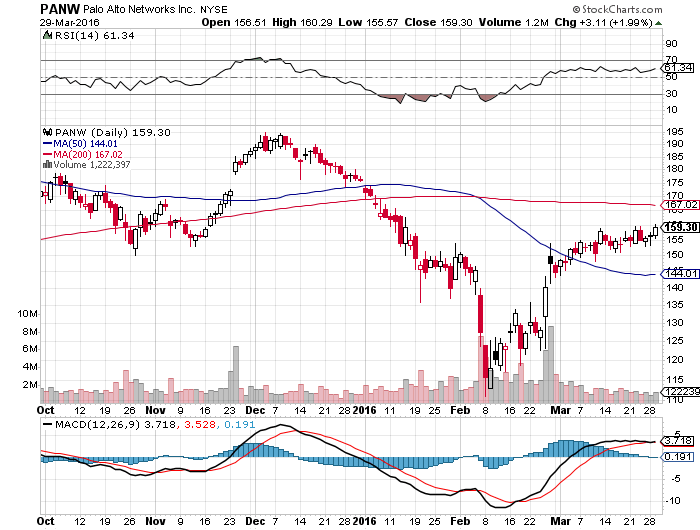 PANW Palo Alto Networks Inc. NYSE © StockCharts.com
29-Mar-2016 Open 156.51 High 160.29 Low 155.57 Close 159.30 Volume 1.2M Chg +3.11 (+1.99%)
RSI(14) 61.34
90
70
61.34
50
30
10
PANW (Daily) 159.30
MA(50) 144.01
MA(200) 167.02
Volume 1,222,397
195
190
185
180
175
170
167.02
165
159.30
155
150
145
144.01
140
135
130
125
120
115
110
122239
10M
8M
6M
4M
2M
Oct 12 19 26 Nov 9 16 23 Dec 7 14 21 28 2016 11 19 25 Feb 8 16 22 Mar 7 14 21 28
MACD(12,26,9) 3.718, 3.528, 0.191
5
3.718
0.191
-5
-10
Oct 12 19 26 Nov 9 16 23 Dec 7 14 21 28 2016 11 19 25 Feb 8 16 22 Mar 7 14 21 28